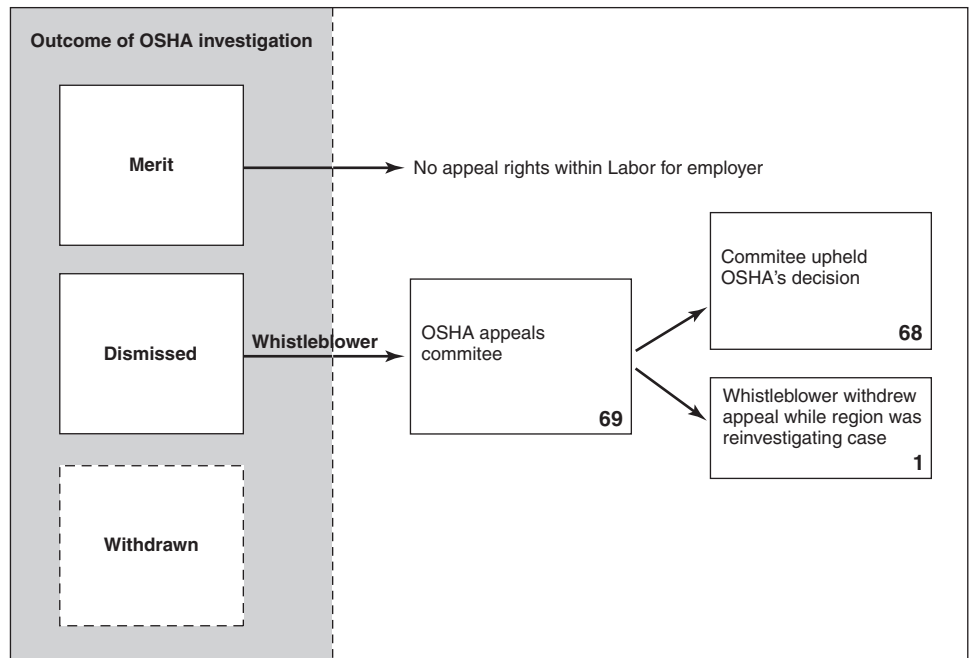 Outcome of OSHA investigation
Merit
No appeal rights within Labor for employer
Dismissed
Whistleblower
OSHA appeals
commitee
69
Commitee upheld
OSHA’s decision
68
Whistleblower withdrew
appeal while region was
reinvestigating case
1
Withdrawn